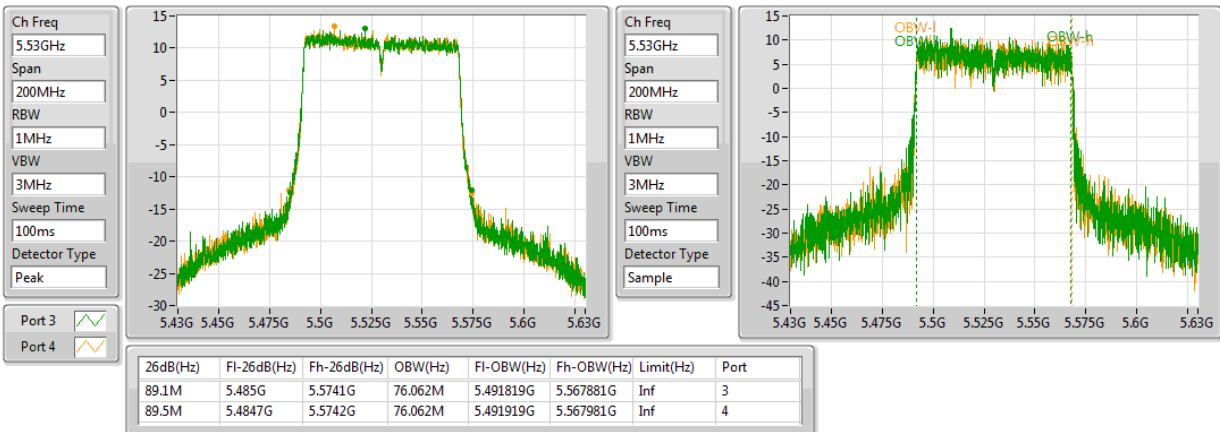 Ch Freq
5.53GHz
Span
200MHz
RBW
1MHz
VBW
3MHz
Sweep Time
100ms
Detector Type
Peak
Port 3
Port 4
15
10
5
0
-5
-10
-15
-20
-25
-30
5.43G 5.45G 5.475G 5.5G 5.525G 5.55G 5.575G 5.6G 5.63G
Ch Freq
5.53GHz
Span
200MHz
RBW
1MHz
VBW
3MHz
Sweep Time
100ms
Detector Type
Sample
15
10
5
0
-5
-10
-15
-20
-25
-30
-35
-40
-45
OBW-l
OBW-h
5.43G 5.45G 5.475G 5.5G 5.525G 5.55G 5.575G 5.6G 5.63G
26dB(Hz) Fl-26dB(Hz) Fh-26dB(Hz) OBW(Hz) Fl-OBW(Hz) Fh-OBW(Hz) Limit(Hz) Port
89.1M 5.485G 5.5741G 76.062M 5.491819G 5.567881G Inf 3
89.5M 5.4847G 5.5742G 76.062M 5.491919G 5.567981G Inf 4